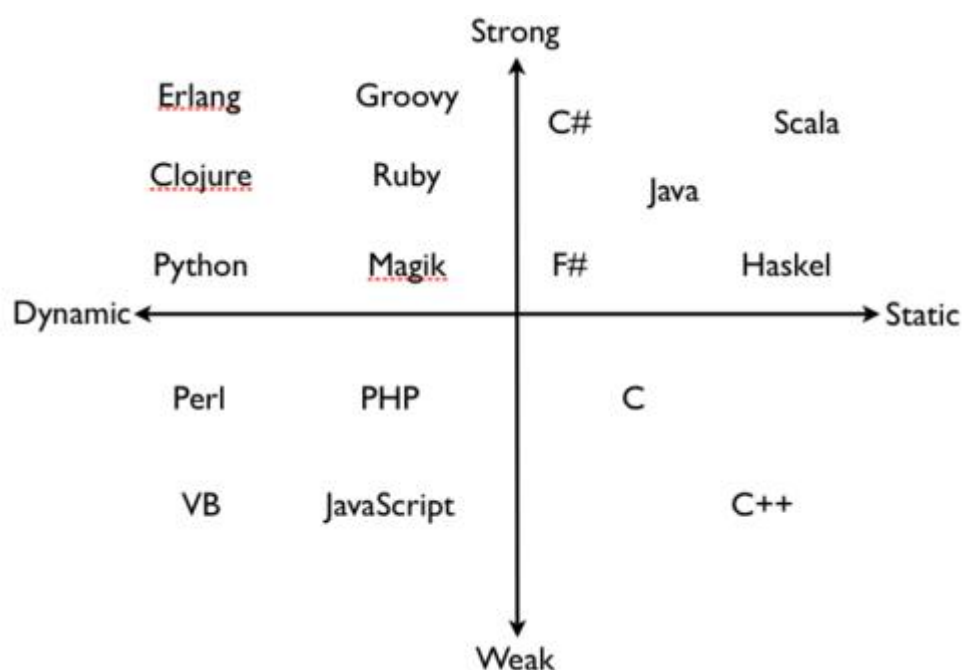 Strong
Erlang Groovy
C# Scala
Clojure Ruby
Java
Python Magik F# Haskel
Dynamic Static
Perl PHP C
VB JavaScript C++
Weak